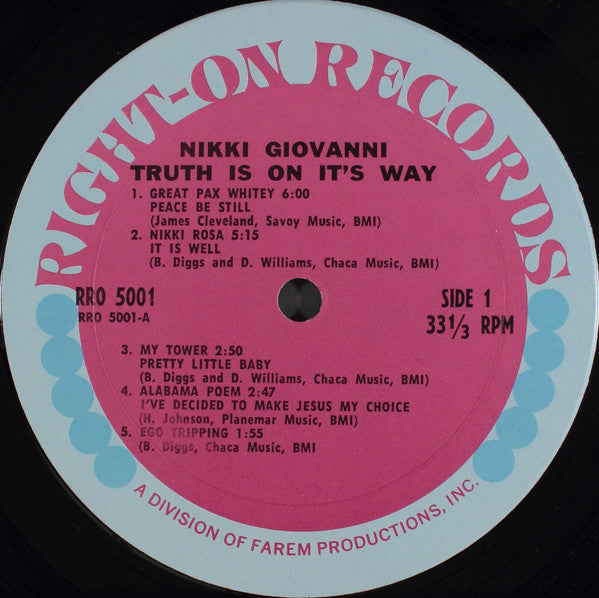 RIGHT-ON RECORDS
NIKKI GIOVANNI
TRUTH IS ON IT'S WAY
1. GREAT PAX WHITEY 6:00
PEACE BE STILL
(James Cleveland, Savoy Music, BMI)
2. NIKKI ROSA 5:15
IT IS WELL
(B. Diggs and D. Williams, Chaca Music, BMI)
RRO 5001
RRO 5001-A
SIDE 1
33 1/3 RPM
3. MY TOWER 2:50
PRETTY LITTLE BABY
(B. Diggs and D. Williams, Chaca Music, BMI)
4. ALABAMA POEM 2:47
I'VE DECIDED TO MAKE JESUS MY CHOICE
(H. Johnson, Planemar Music, BMI)
5. EGO TRIPPING 1:55
(B. Diggs, Chaca Music, BMI
A DIVISION OF FAREM PRODUCTIONS, INC.